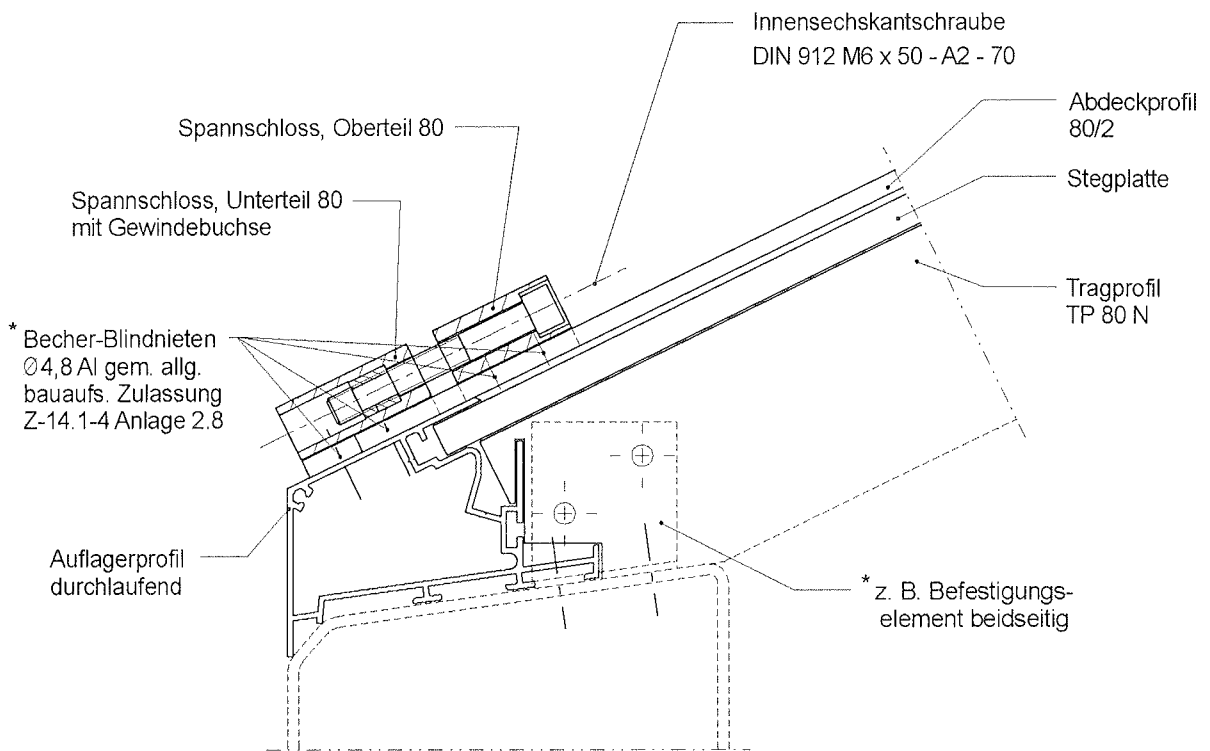 Innensechskantschraube
DIN 912 M6 x 50 - A2 - 70
Abdeckprofil
80/2
Spannschloss, Oberteil 80
Stegplatte
Spannschloss, Unterteil 80
mit Gewindebuchse
Tragprofil
TP 80 N
* Becher-Blindnieten
Ø4,8 Al gem. allg.
bauaufs. Zulassung
Z-14.1-4 Anlage 2.8
Auflagerprofil
durchlaufend
* z. B. Befestigungs-
element beidseitig